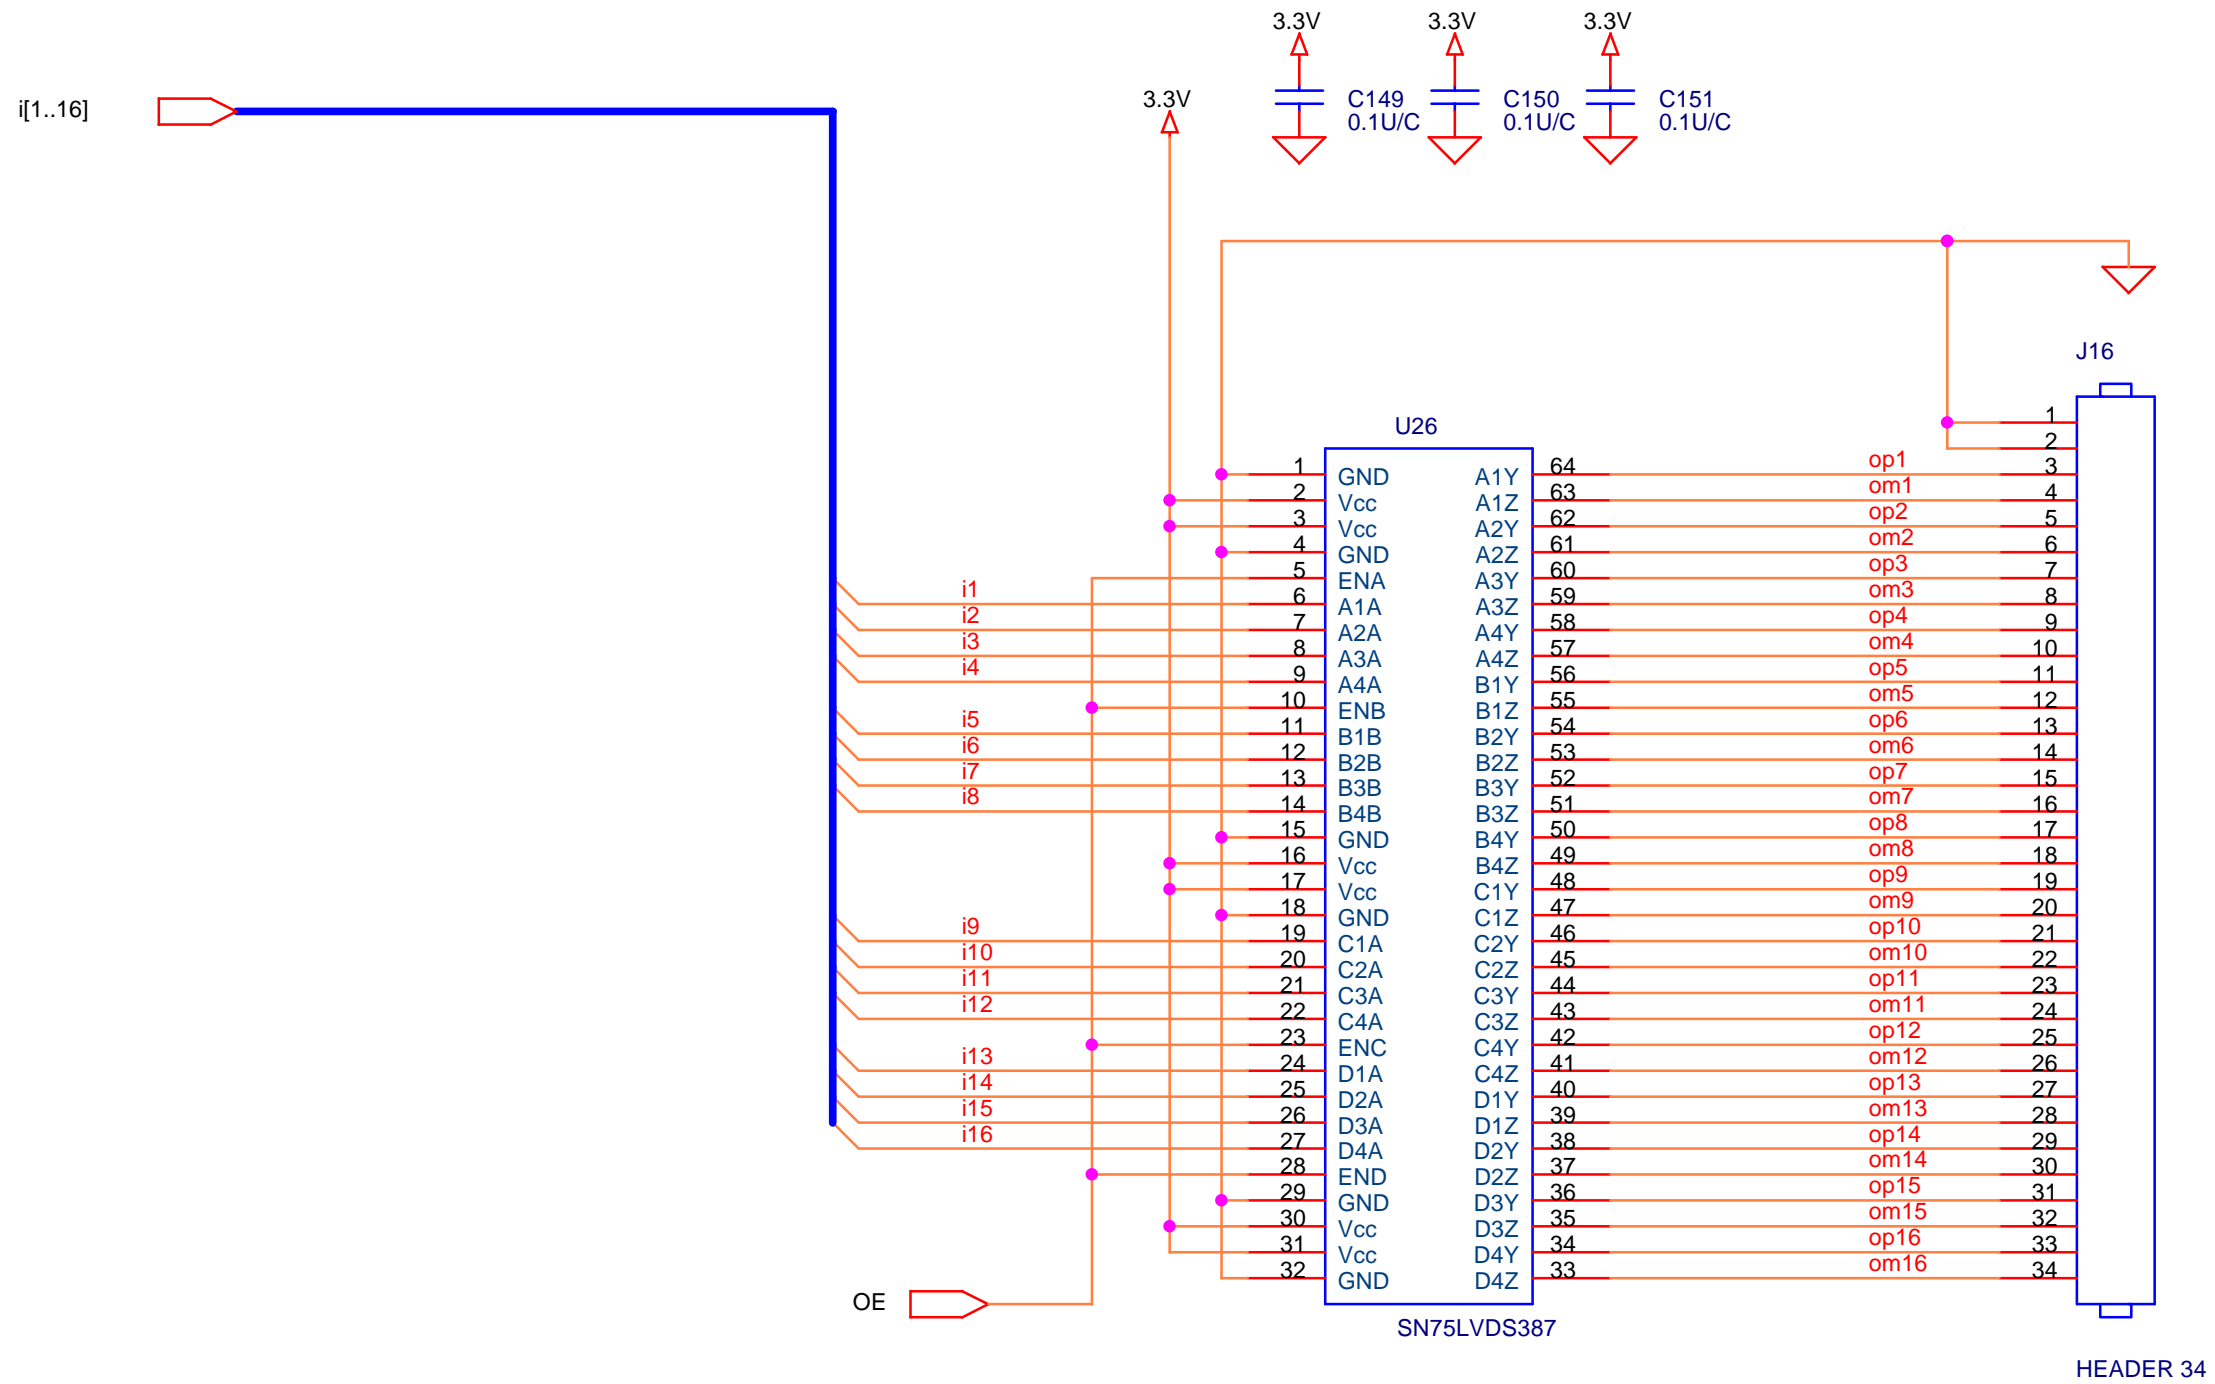 3.3V 3.3V 3.3V
i[1..16] 3.3V C149 C150 C151
0.1U/C 0.1U/C 0.1U/C
J16
U26
1
2
1 GND A1Y 64 op1 3
2 Vcc A1Z 63 om1 4
3 Vcc A2Y 62 op2 5
4 GND A2Z 61 om2 6
5 ENA A3Y 60 op3 7
i1 6 A1A A3Z 59 om3 8
i2 7 A2A A4Y 58 op4 9
i3 8 A3A A4Z 57 om4 10
i4 9 A4A B1Y 56 op5 11
10 ENB B1Z 55 om5 12
i5 11 B1B B2Y 54 op6 13
i6 12 B2B B2Z 53 om6 14
i7 13 B3B B3Y 52 op7 15
i8 14 B4B B3Z 51 om7 16
15 GND B4Y 50 op8 17
16 Vcc B4Z 49 om8 18
17 Vcc C1Y 48 op9 19
18 GND C1Z 47 om9 20
i9 19 C1A C2Y 46 op10 21
i10 20 C2A C2Z 45 om10 22
i11 21 C3A C3Y 44 op11 23
i12 22 C4A C3Z 43 om11 24
23 ENC C4Y 42 op12 25
i13 24 D1A C4Z 41 om12 26
i14 25 D2A D1Y 40 op13 27
i15 26 D3A D1Z 39 om13 28
i16 27 D4A D2Y 38 op14 29
28 END D2Z 37 om14 30
29 GND D3Y 36 op15 31
30 Vcc D3Z 35 om15 32
31 Vcc D4Y 34 op16 33
32 GND D4Z 33 om16 34
OE
SN75LVDS387
HEADER 34